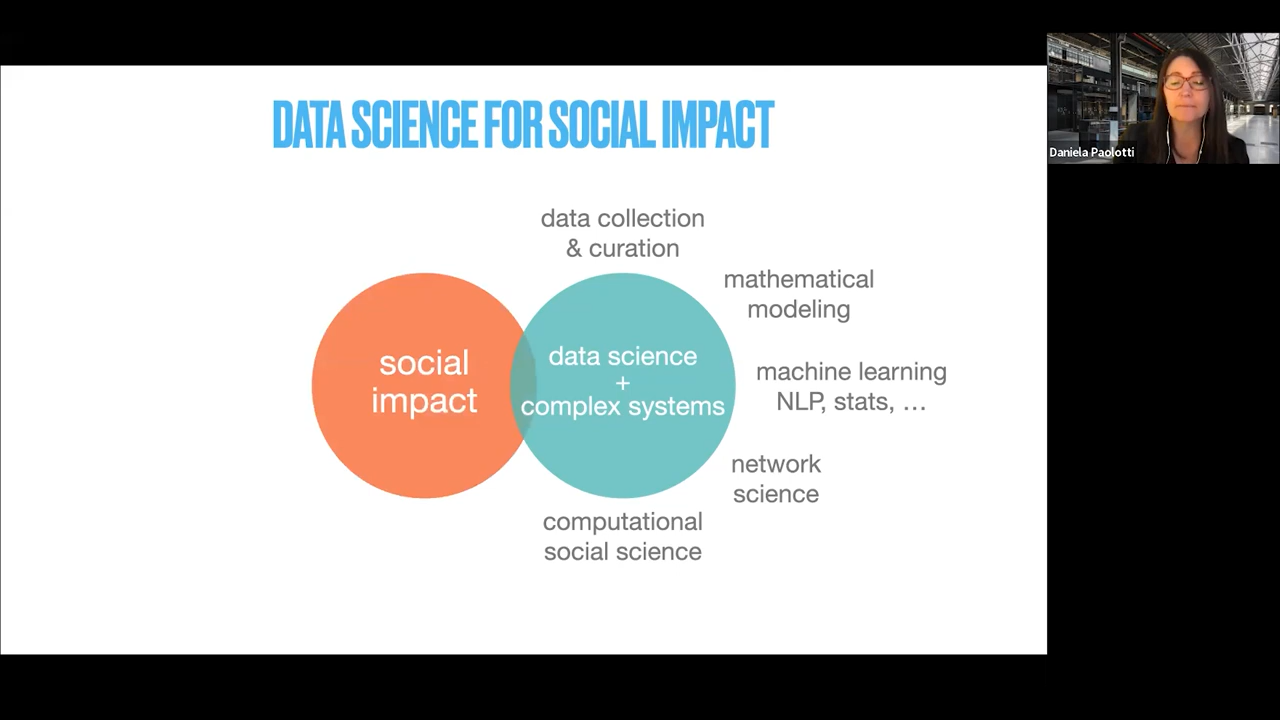 DATA SCIENCE FOR SOCIAL IMPACT
data collection
& curation
mathematical
modeling
social
impact
data science
+
complex systems
machine learning
NLP, stats, ...
network
science
computational
social science
Daniela Paolotti